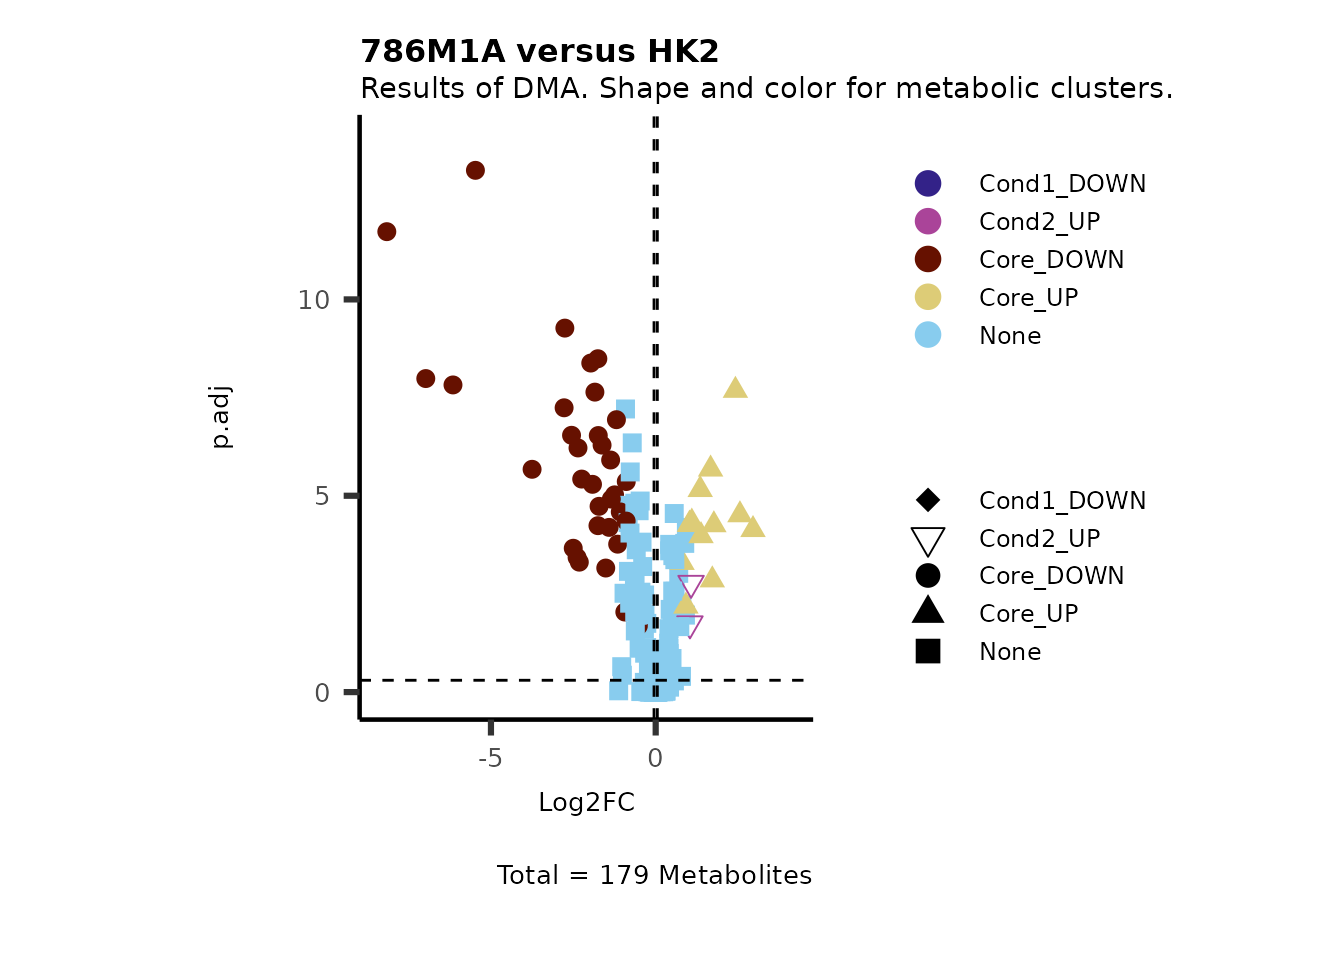 786M1A versus HK2
Results of DMA. Shape and color for metabolic clusters.
p.adj
10
5
0
-5
0
Log2FC
Total = 179 Metabolites
Cond1_DOWN
Cond2_UP
Core_DOWN
Core_UP
None
Cond1_DOWN
Cond2_UP
Core_DOWN
Core_UP
None